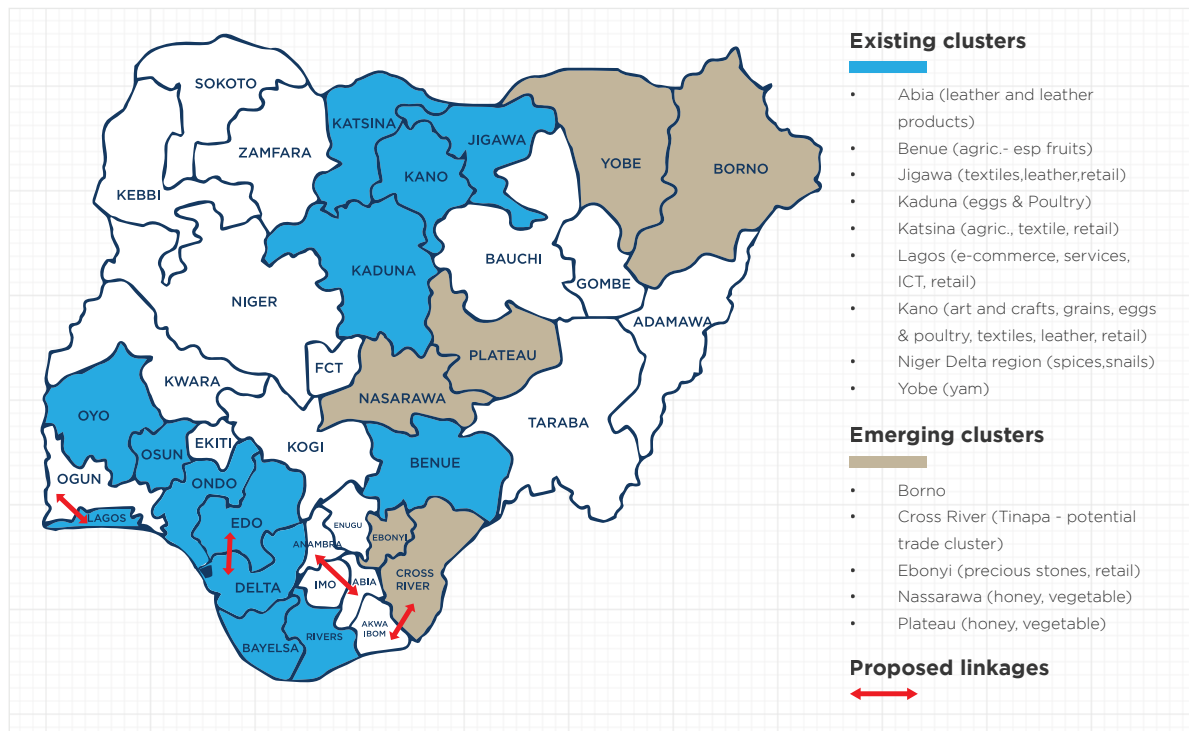 SOKOTO
KATSINA
JIGAWA
ZAMFARA
KANO
YOBE
BORNO
KEBBI
KADUNA
BAUCHI
GOMBE
NIGER
ADAMAWA
PLATEAU
FCT
KWARA
NASARAWA
OYO
TARABA
EKITI
KOGI
OSUN
BENUE
OGUN
ONDO
LAGOS
EDO
ENUGU
EBONYI
ANAMBRA
CROSS
RIVER
IMO
ABIA
DELTA
AKWA
IBOM
RIVERS
BAYELSA
Existing clusters
• Abia (leather and leather
products)
• Benue (agric.- esp fruits)
• Jigawa (textiles,leather,retail)
• Kaduna (eggs & Poultry)
• Katsina (agric., textile, retail)
• Lagos (e-commerce, services,
ICT, retail)
• Kano (art and crafts, grains, eggs
& poultry, textiles, leather, retail)
• Niger Delta region (spices,snails)
• Yobe (yam)
Emerging clusters
• Borno
• Cross River (Tinapa - potential
trade cluster)
• Ebonyi (precious stones, retail)
• Nassarawa (honey, vegetable)
• Plateau (honey, vegetable)
Proposed linkages